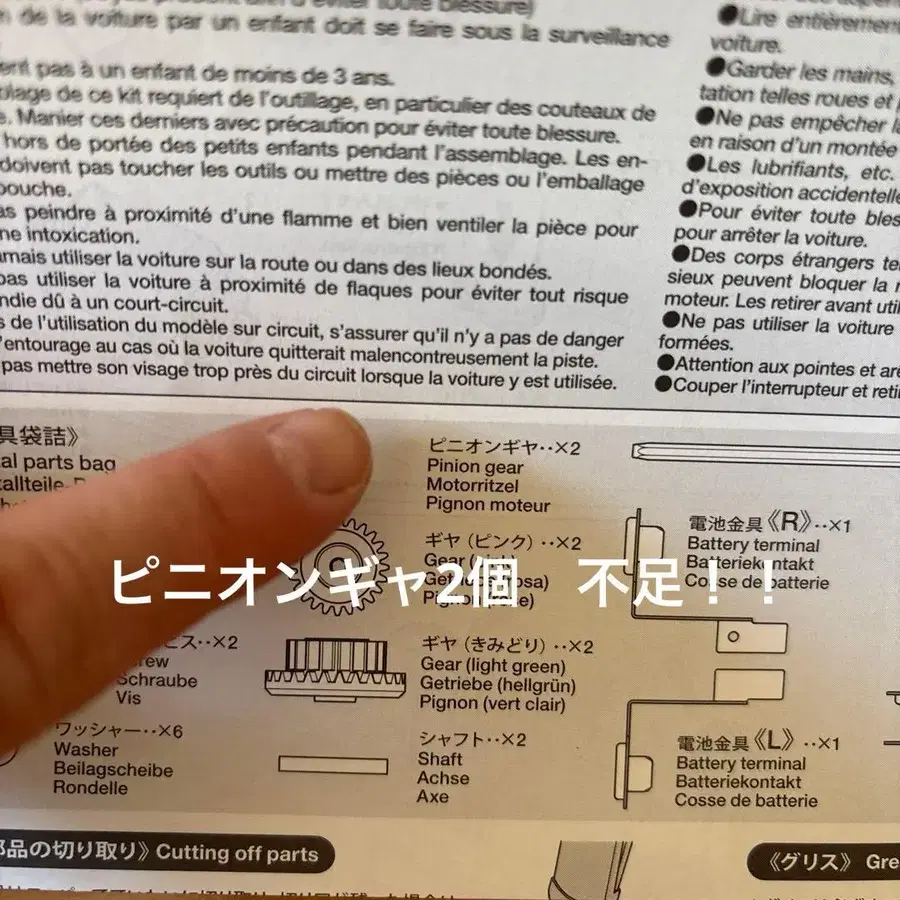 de la voiture par un enfant doit se faire sous la surveillance
pas à un enfant de moins de 3 ans.
de ce kit requiert de l'outillage, en particulier des couteaux de
Manier ces derniers avec précaution pour éviter toute blessure.
hors de portée des petits enfants pendant l'assemblage. Les en-
doivent pas toucher les outils ou mettre des pièces ou l'emballage
bouche.
peindre à proximité d'une flamme et bien ventiler la pièce pour
intoxication.
utiliser la voiture sur la route ou dans des lieux bondés.
utiliser la voiture à proximité de flaques pour éviter tout risque
dû à un court-circuit.
de l'utilisation du modèle sur circuit, s'assurer qu'il n'y a pas de danger
l'entourage au cas où la voiture quitterait malencontreusement la piste.
pas mettre son visage trop près du circuit lorsque la voiture y est utilisée.
●Lire entièrement
voiture.
●Garder les mains,
tation telles roues et
●Ne pas empêcher
en raison d'un montée
●Les lubrifiants, etc.
d'exposition accidentelle
●Pour éviter toute
pour arrêter la voiture.
●Des corps étrangers
sieux peuvent bloquer la
moteur. Les retirer avant
●Ne pas utiliser la voiture
formées.
●Attention aux pointes et
●Couper l'interrupteur et
具袋詰》
parts bag
ピニオンギヤ‥×2
Pinion gear
Motorritzel
Pignon moteur
ギヤ（ピンク）‥×2
Gear
ピニオンギャ2個 不足！！
電池金具《R》‥×1
Battery terminal
Batteriekontakt
Cosse de batterie
ビス‥×2
Schraube
Vis
ギヤ（きみどり）‥×2
Gear (light green)
Getriebe (hellgrün)
Pignon (vert clair)
ワッシャー‥×6
Washer
Beilagscheibe
Rondelle
シャフト‥×2
Shaft
Achse
Axe
電池金具《L》‥×1
Battery terminal
Batteriekontakt
Cosse de batterie
部品の切り取り》Cutting off parts
《グリス》